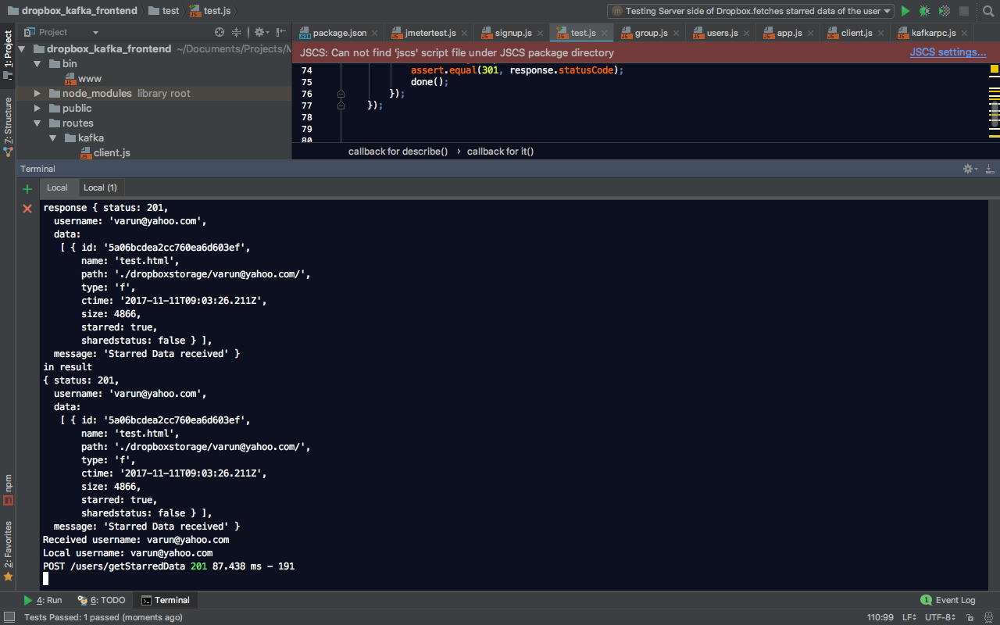 dropbox_kafka_frontend test test.js Testing Server side of Dropbox.fetches starred data of the user
1: Project
Project
package.json jmetertest.js signup.js test.js group.js users.js app.js client.js kafkarpc.js
dropbox_kafka_frontend ~/Documents/Projects/M
JSCS: Can not find 'jscs' script file under JSCS package directory JSCS settings...
bin
www
node_modules library root
public
routes
kafka
client.js
74 assert.equal(301, response.statusCode);
75 done();
76 });
77 });
78
79
80
callback for describe() › callback for it()
Z: Structure
Terminal
Local Local (1)
response { status: 201,
username: 'varun@yahoo.com',
data:
[ { id: '5a06bcdea2cc760ea6d603ef',
name: 'test.html',
path: './dropboxstorage/varun@yahoo.com/',
type: 'f',
ctime: '2017-11-11T09:03:26.211Z',
size: 4866,
starred: true,
sharedstatus: false } ],
message: 'Starred Data received' }
in result
{ status: 201,
username: 'varun@yahoo.com',
data:
[ { id: '5a06bcdea2cc760ea6d603ef',
name: 'test.html',
path: './dropboxstorage/varun@yahoo.com/',
type: 'f',
ctime: '2017-11-11T09:03:26.211Z',
size: 4866,
starred: true,
sharedstatus: false } ],
message: 'Starred Data received' }
Received username: varun@yahoo.com
Local username: varun@yahoo.com
POST /users/getStarredData 201 87.438 ms - 191
npm
2: Favorites
4: Run 6: TODO Terminal 1 Event Log
Tests Passed: 1 passed (moments ago) 110:99 LF UTF-8